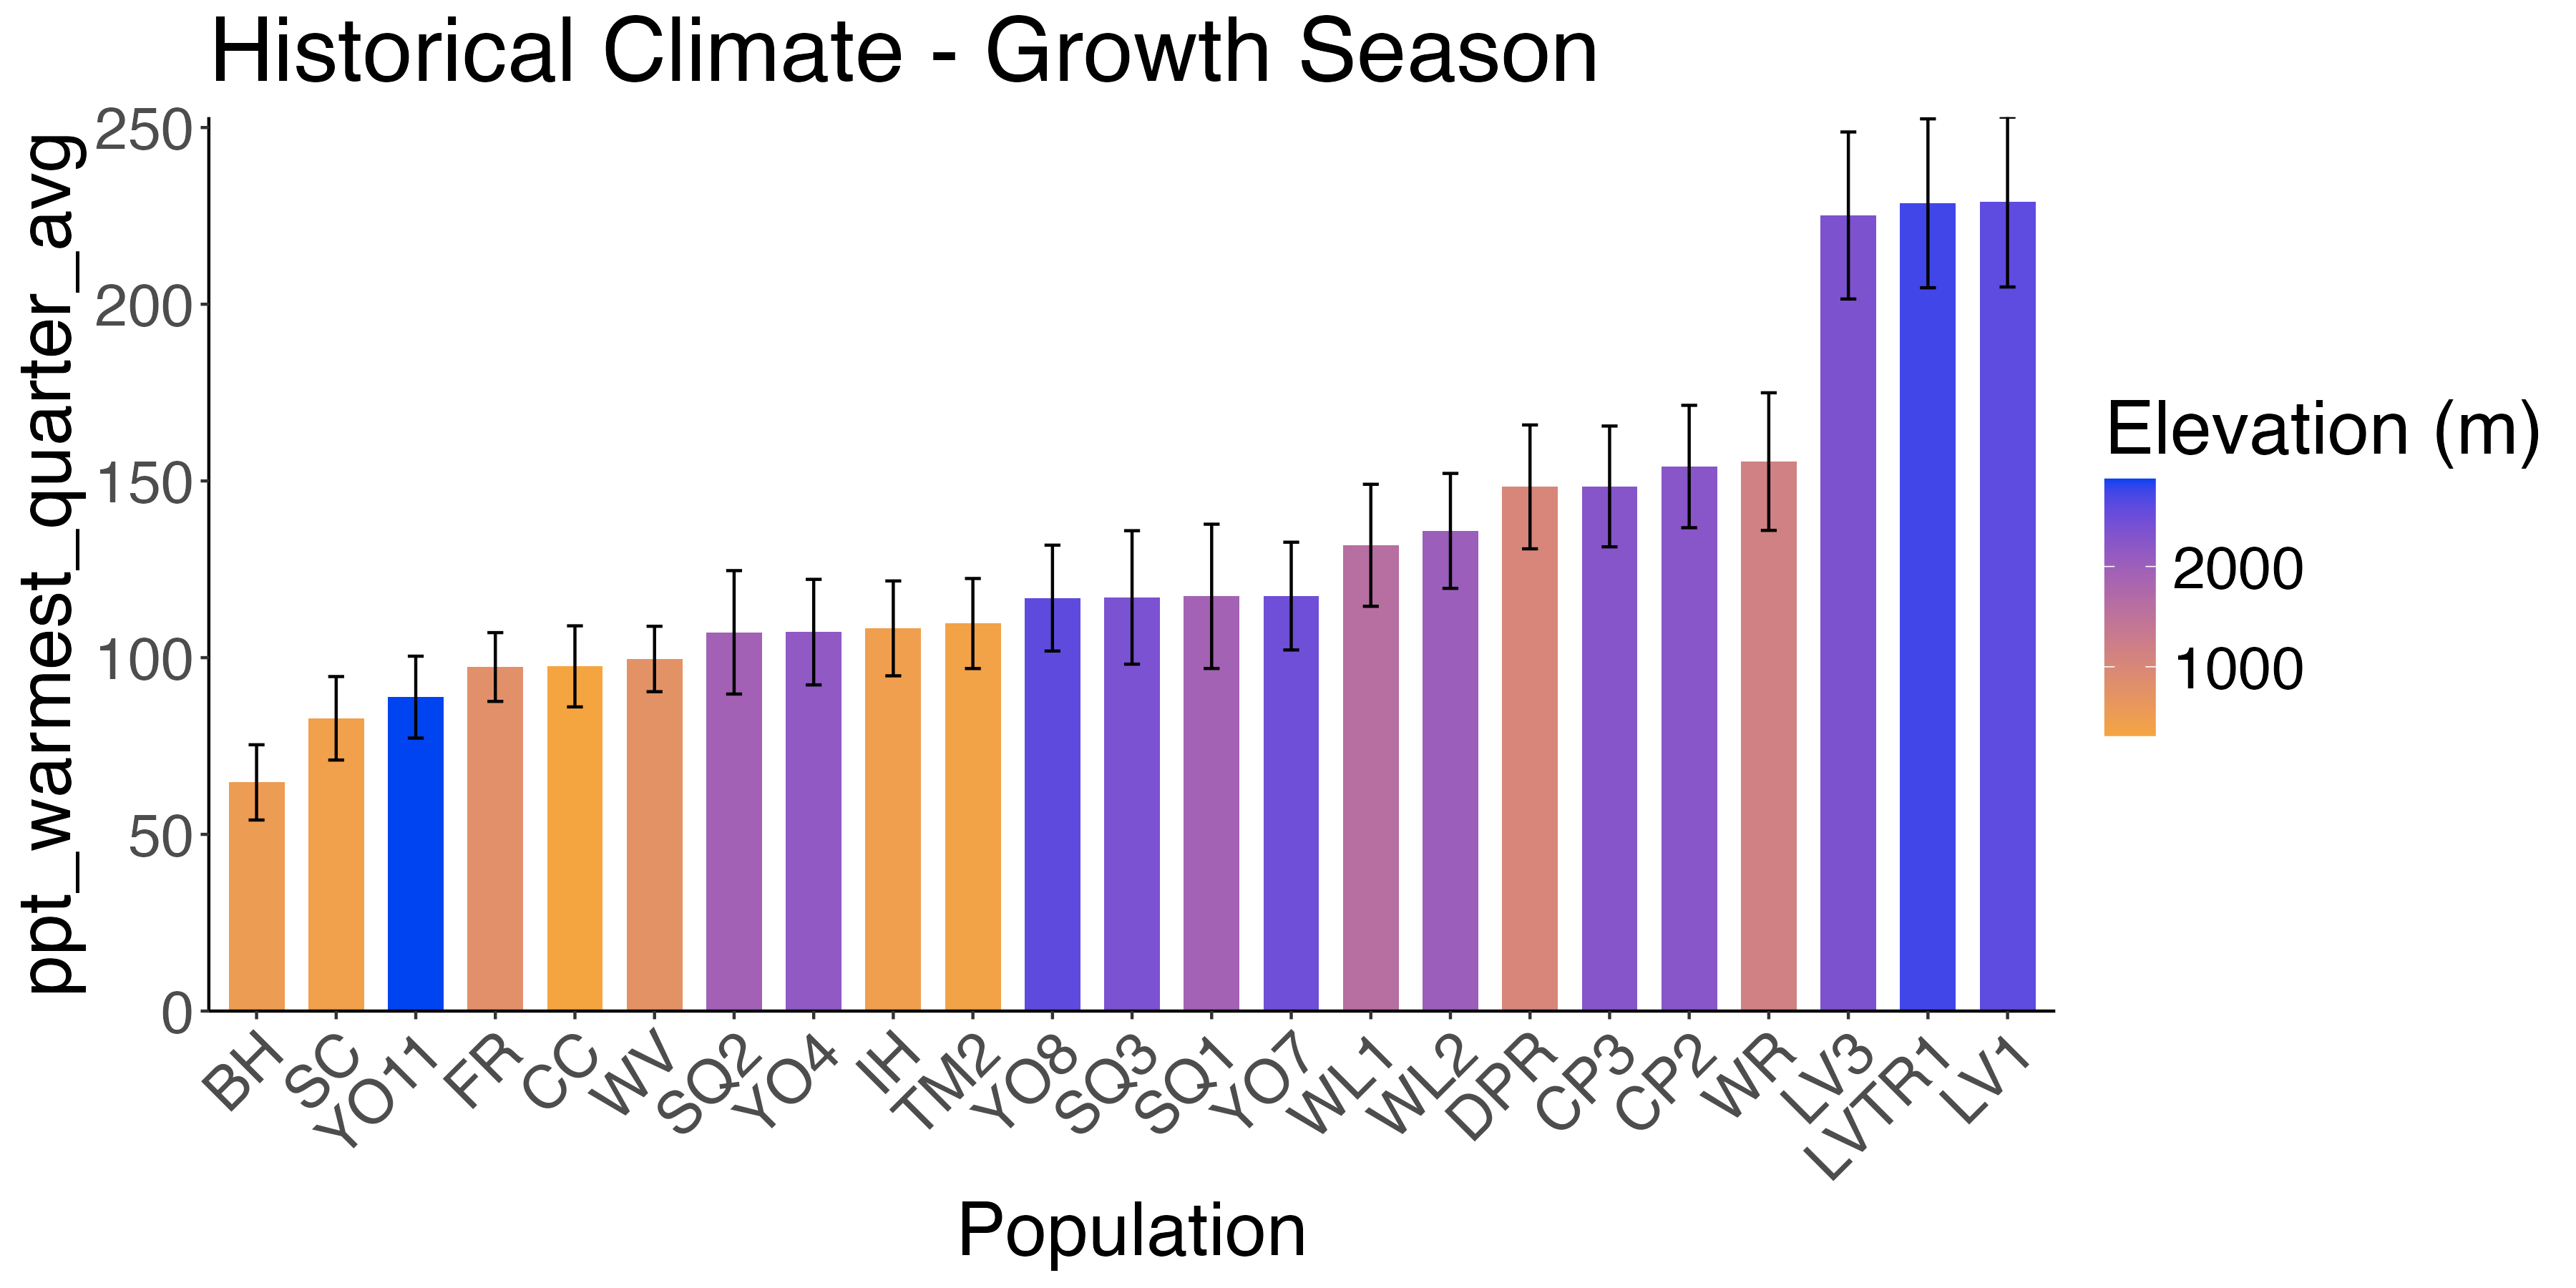 Historical Climate - Growth Season
ppt_warmest_quarter_avg
250
200
150
100
50
0
BH
SC
YO11
FR
CC
WV
SQ2
YO4
IH
TM2
YO8
SQ3
SQ1
YO7
WL1
WL2
DPR
CP3
CP2
WR
LV3
LVTR1
LV1
Population
Elevation (m)
2000
1000